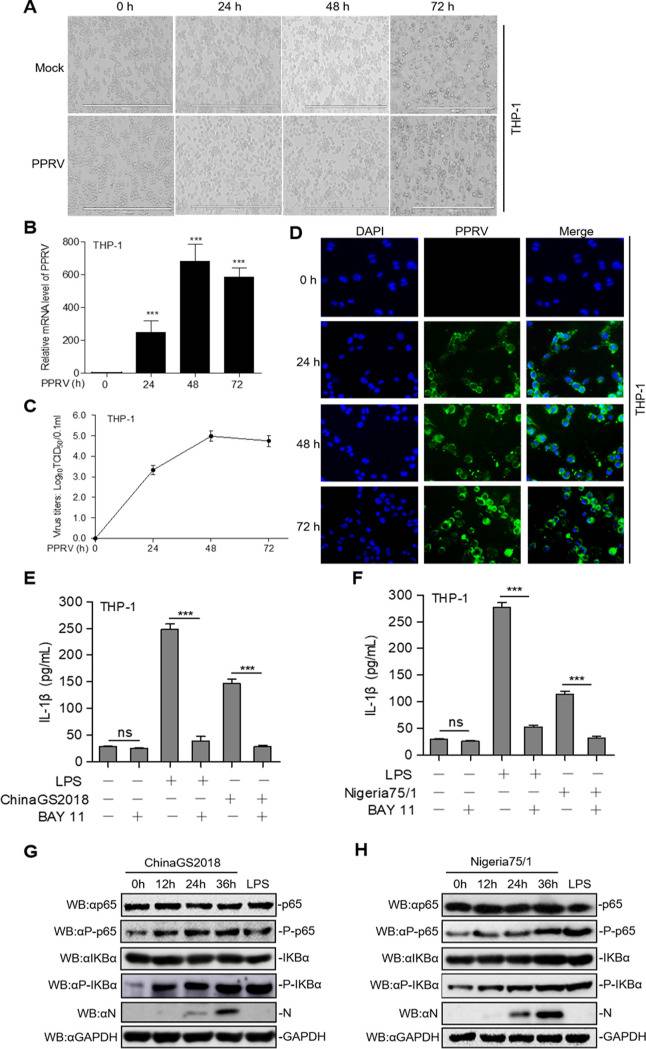 A
0 h 24 h 48 h 72 h
Mock
PPRV
THP-1
B
THP-1
Relative mRNA level of PPRV
800
600
400
200
0
PPRV (h) 0 24 48 72
*** *** ***
C
THP-1
Virus titers: Log10TCID50/0.1ml
6.0
5.0
4.0
3.0
2.0
1.0
0.0
PPRV (h) 0 24 48 72
D
DAPI PPRV Merge
0 h
24 h
48 h
72 h
THP-1
E
THP-1
IL-1β (pg/mL)
300
250
200
150
100
50
0
ns *** ***
LPS − − + + − −
ChinaGS2018 − − − − + +
BAY 11 − + − + − +
F
THP-1
IL-1β (pg/mL)
300
250
200
150
100
50
0
ns *** ***
LPS − − + + − −
Nigeria75/1 − − − − + +
BAY 11 − + − + − +
G
ChinaGS2018
0h 12h 24h 36h LPS
WB:αp65 -p65
WB:αP-p65 -P-p65
WB:αIKBα -IKBα
WB:αP-IKBα -P-IKBα
WB:αN -N
WB:αGAPDH -GAPDH
H
Nigeria75/1
0h 12h 24h 36h LPS
WB:αp65 -p65
WB:αP-p65 -P-p65
WB:αIKBα -IKBα
WB:αP-IKBα -P-IKBα
WB:αN -N
WB:αGAPDH -GAPDH